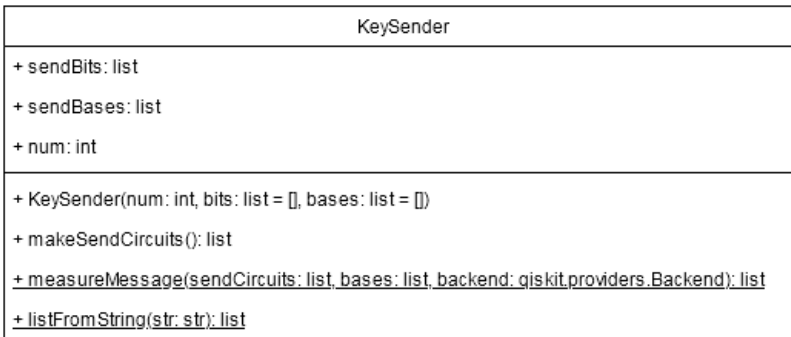 KeySender
+ sendBits: list
+ sendBases: list
+ num: int
+ KeySender(num: int, bits: list = [], bases: list = [])
+ makeSendCircuits(): list
+ measureMessage(sendCircuits: list, bases: list, backend: qiskit.providers.Backend): list
+ listFromString(str: str): list